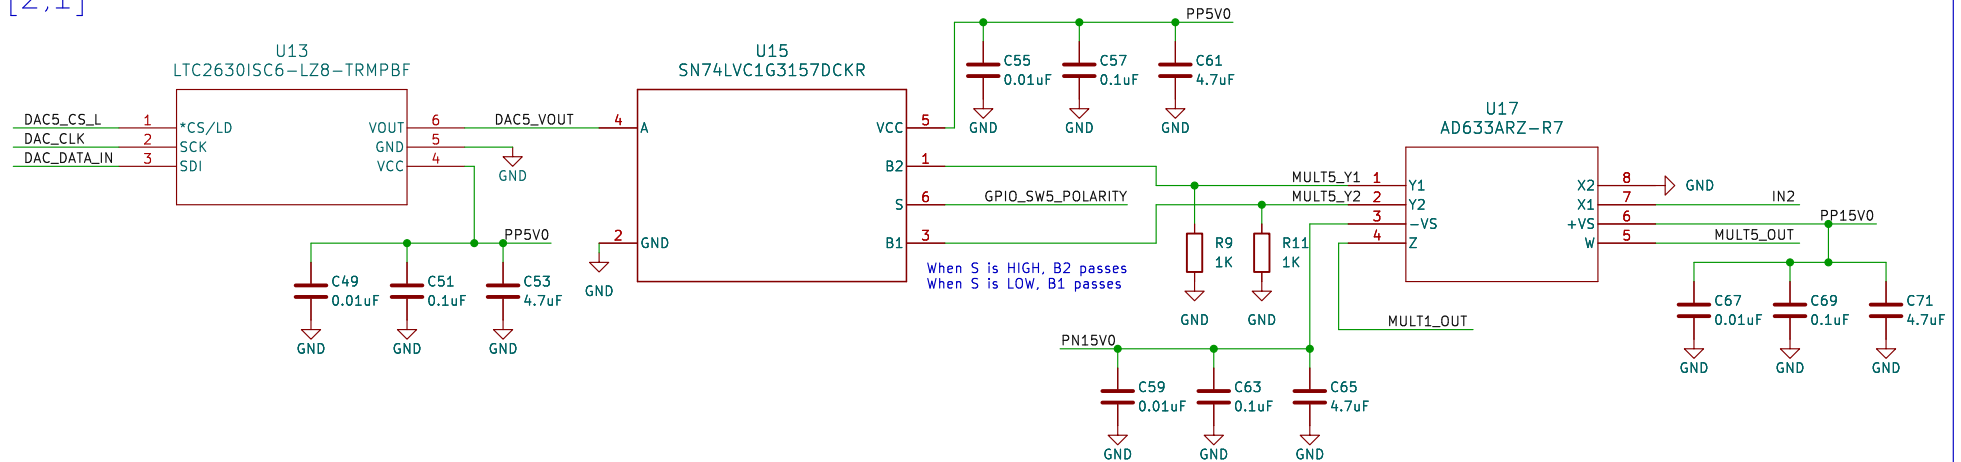 [2,1]
U13
LTC2630ISC6-LZ8-TRMPBF
DAC5_CS_L 1 *CS/LD VOUT 6 DAC5_VOUT
DAC_CLK 2 SCK GND 5
DAC_DATA_IN 3 SDI VCC 4
GND
PP5V0
C49
0.01uF
C51
0.1uF
C53
4.7uF
GND GND GND
U15
SN74LVC1G3157DCKR
4 A VCC 5
B2 1
S 6 GPIO_SW5_POLARITY
2 GND B1 3
GND
When S is HIGH, B2 passes
When S is LOW, B1 passes
PP5V0
C55
0.01uF
C57
0.1uF
C61
4.7uF
GND GND GND
R9
1K
R11
1K
GND GND
U17
AD633ARZ-R7
MULT5_Y1 1 Y1 X2 8 GND
MULT5_Y2 2 Y2 X1 7 IN2
3 -VS +VS 6 PP15V0
4 Z W 5 MULT5_OUT
MULT1_OUT
PN15V0
C59
0.01uF
C63
0.1uF
C65
4.7uF
GND GND GND
C67
0.01uF
C69
0.1uF
C71
4.7uF
GND GND GND